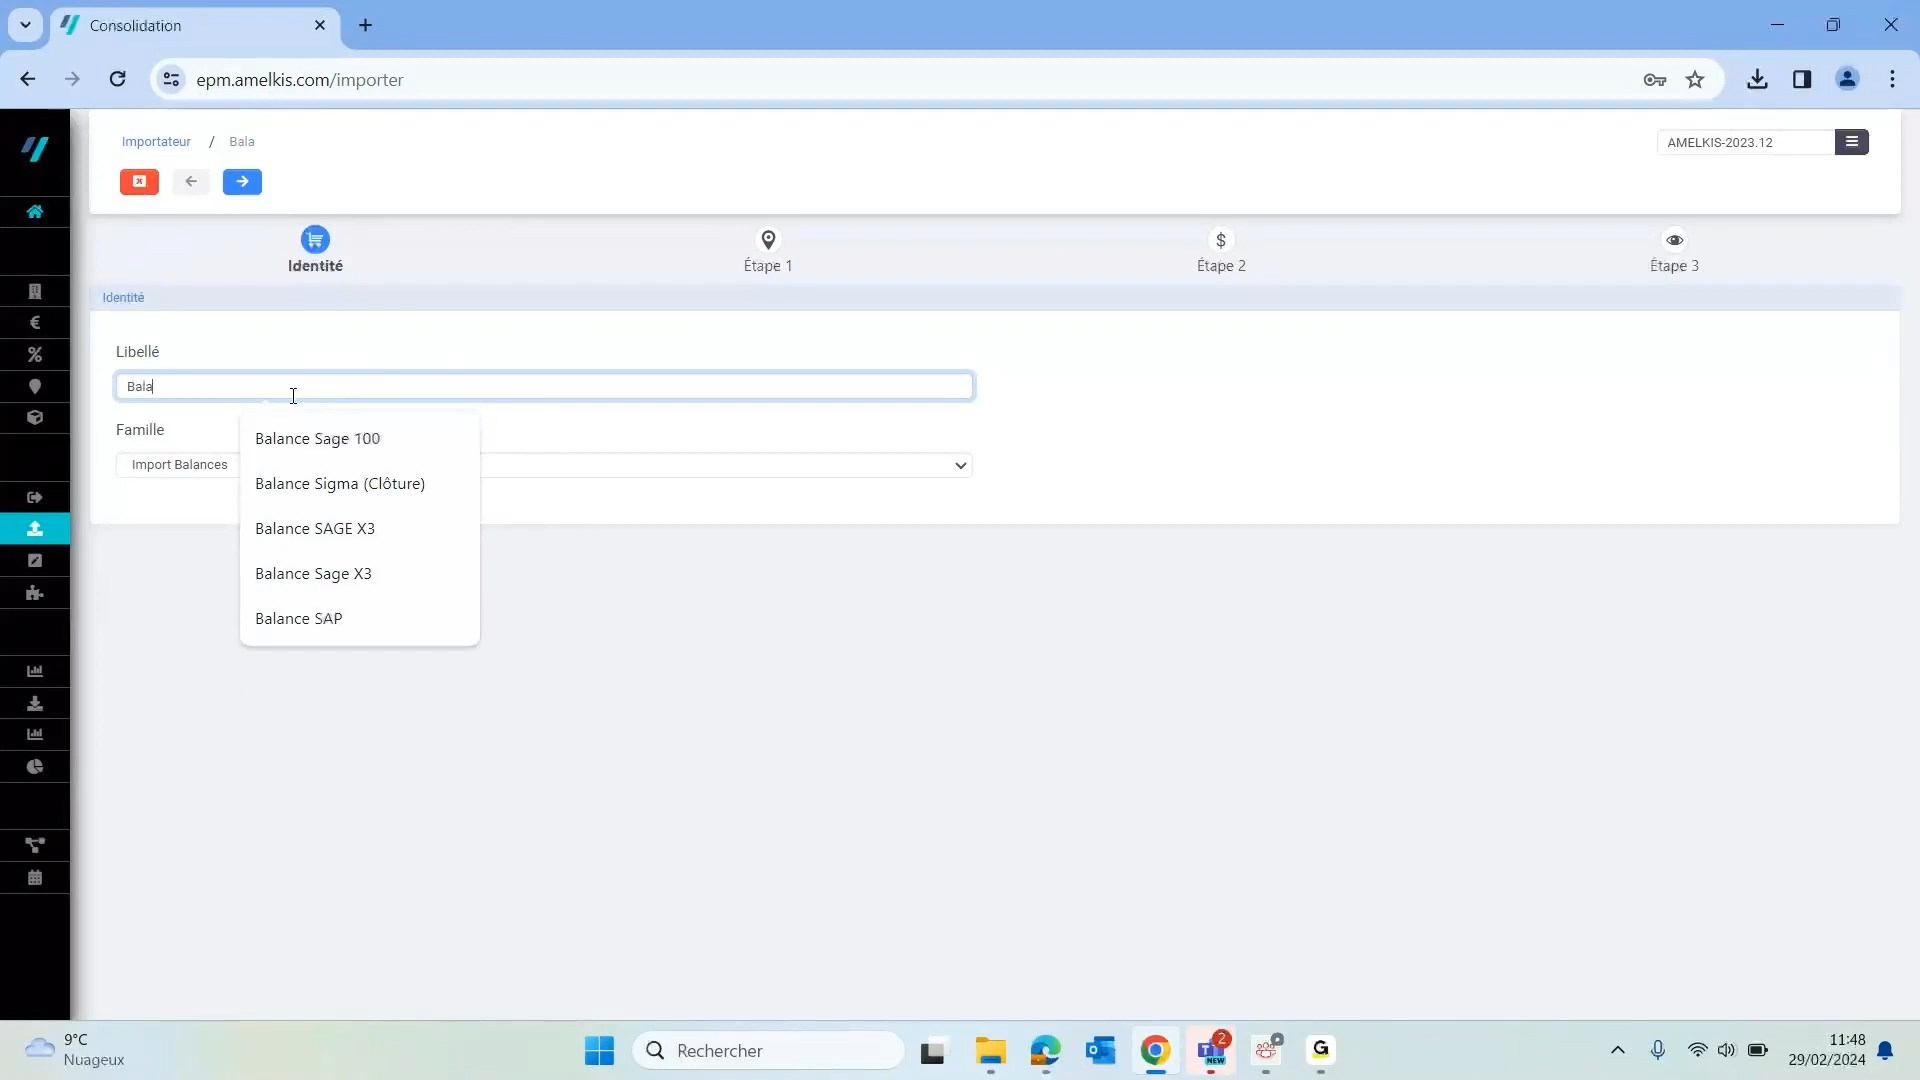 Consolidation
epm.amelkis.com/importer
Importateur / Bala
AMELKIS-2023.12
Identité
Étape 1
$
Étape 2
Étape 3
Identité
Libellé
Bala
Famille
Import Balances
Balance Sage 100
Balance Sigma (Clôture)
Balance SAGE X3
Balance Sage X3
Balance SAP
€
%
9°C
Nuageux
Rechercher
2
NEW
G
11:48
29/02/2024